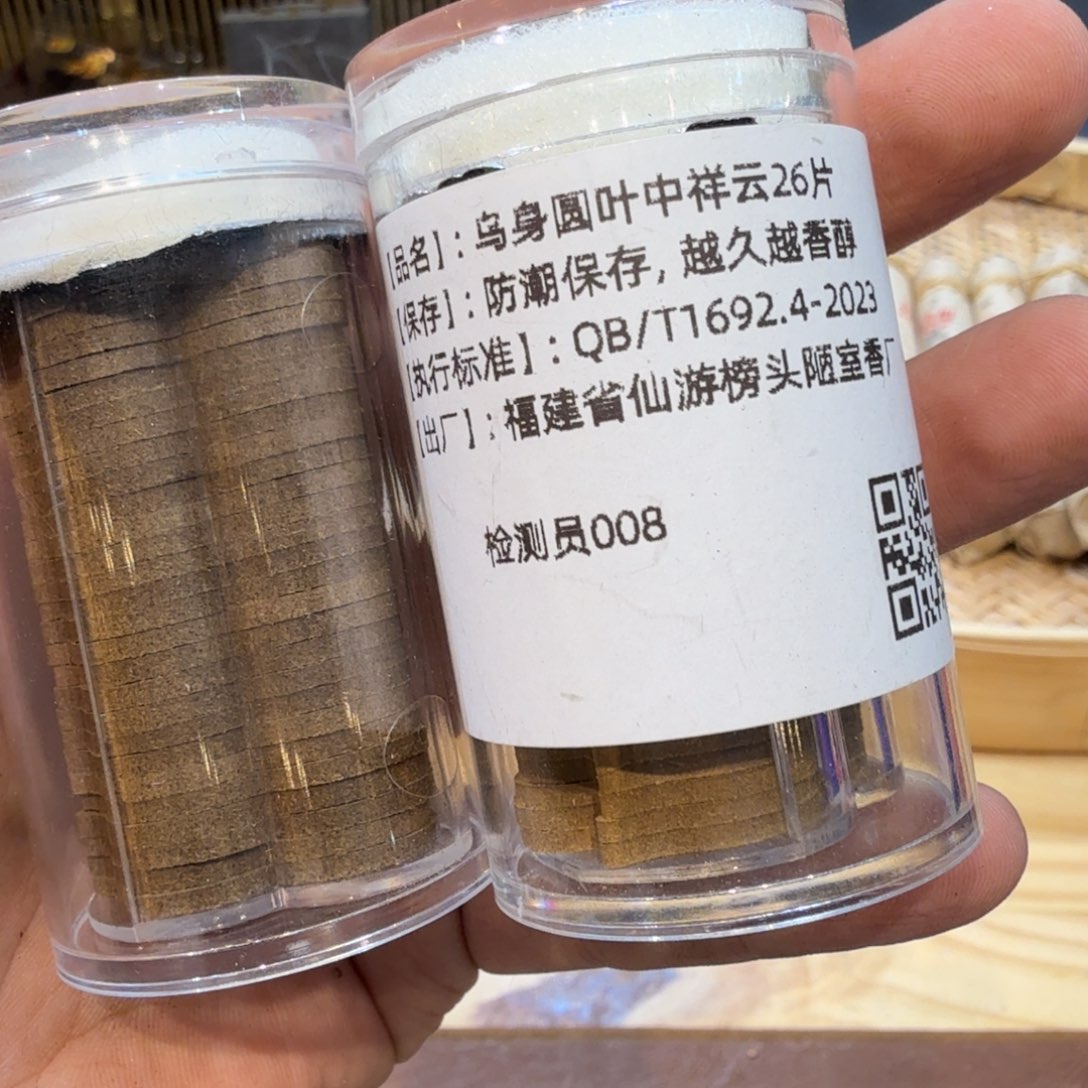 【品名】：乌身圆叶中祥云26片
【保存】：防潮保存，越久越香醇
【执行标准】：QB/T1692.4-2023
【出厂】：福建省仙游榜头陋室香厂
检测员008